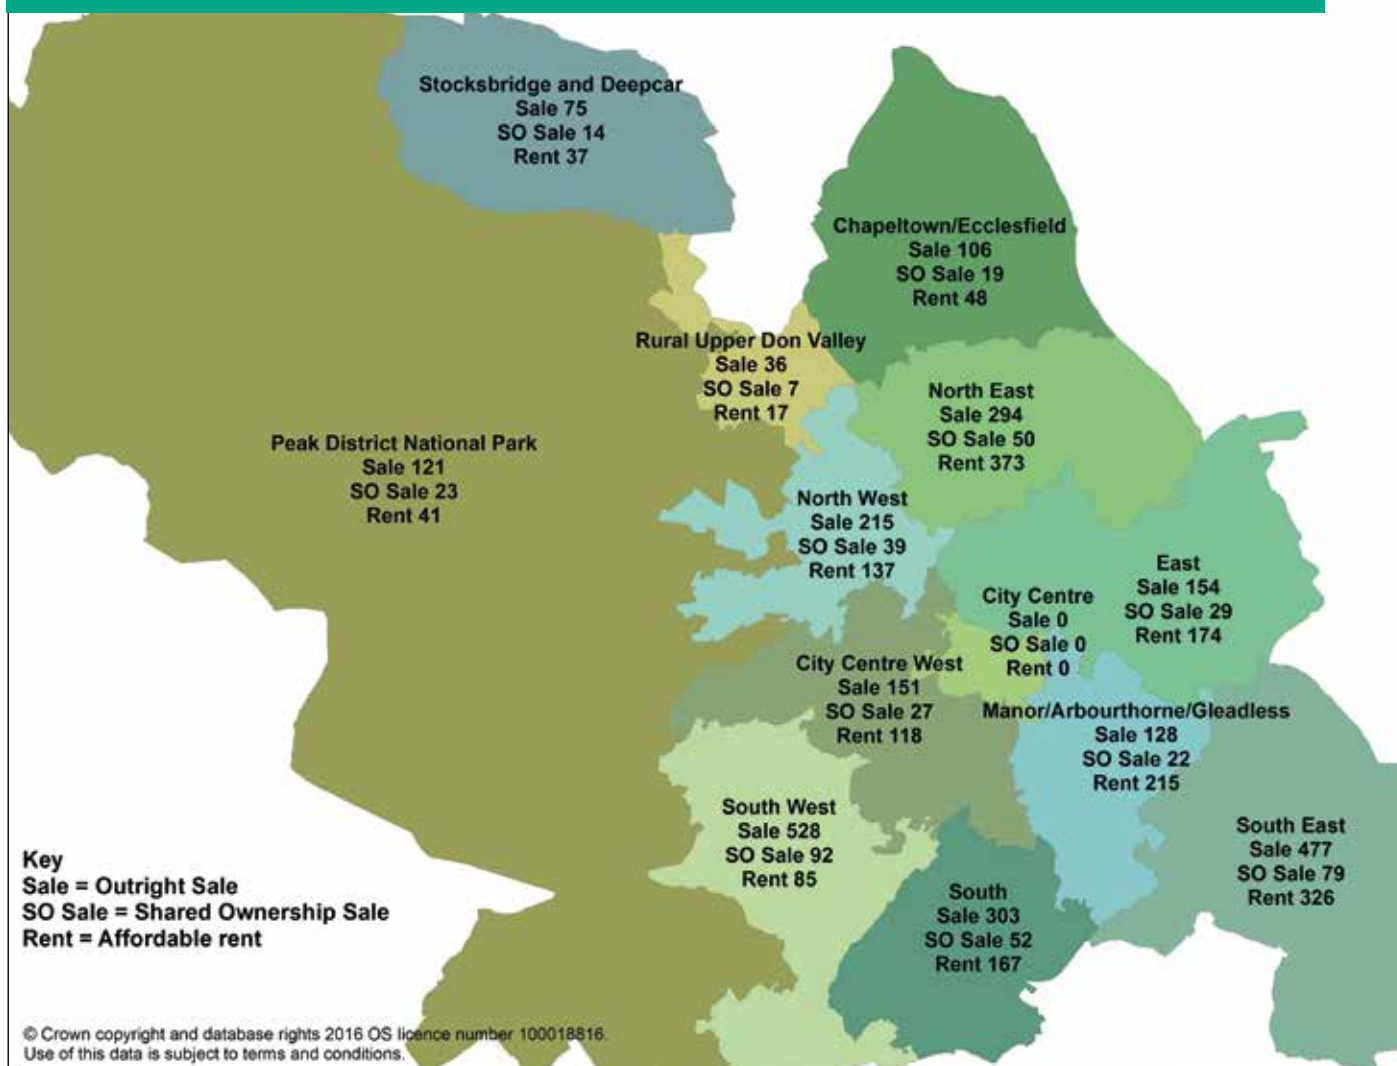 Stocksbridge and Deepcar
Sale 75
SO Sale 14
Rent 37
Chapeltown/Ecclesfield
Sale 106
SO Sale 19
Rent 48
Rural Upper Don Valley
Sale 36
SO Sale 7
Rent 17
North East
Sale 294
SO Sale 50
Rent 373
Peak District National Park
Sale 121
SO Sale 23
Rent 41
North West
Sale 215
SO Sale 39
Rent 137
East
Sale 154
SO Sale 29
Rent 174
City Centre
Sale 0
SO Sale 0
Rent 0
City Centre West
Sale 151
SO Sale 27
Rent 118
Manor/Arbourthorne/Gleadless
Sale 128
SO Sale 22
Rent 215
South West
Sale 528
SO Sale 92
Rent 85
South East
Sale 477
SO Sale 79
Rent 326
South
Sale 303
SO Sale 52
Rent 167
Key
Sale = Outright Sale
SO Sale = Shared Ownership Sale
Rent = Affordable rent
© Crown copyright and database rights 2016 OS licence number 100018816.
Use of this data is subject to terms and conditions.